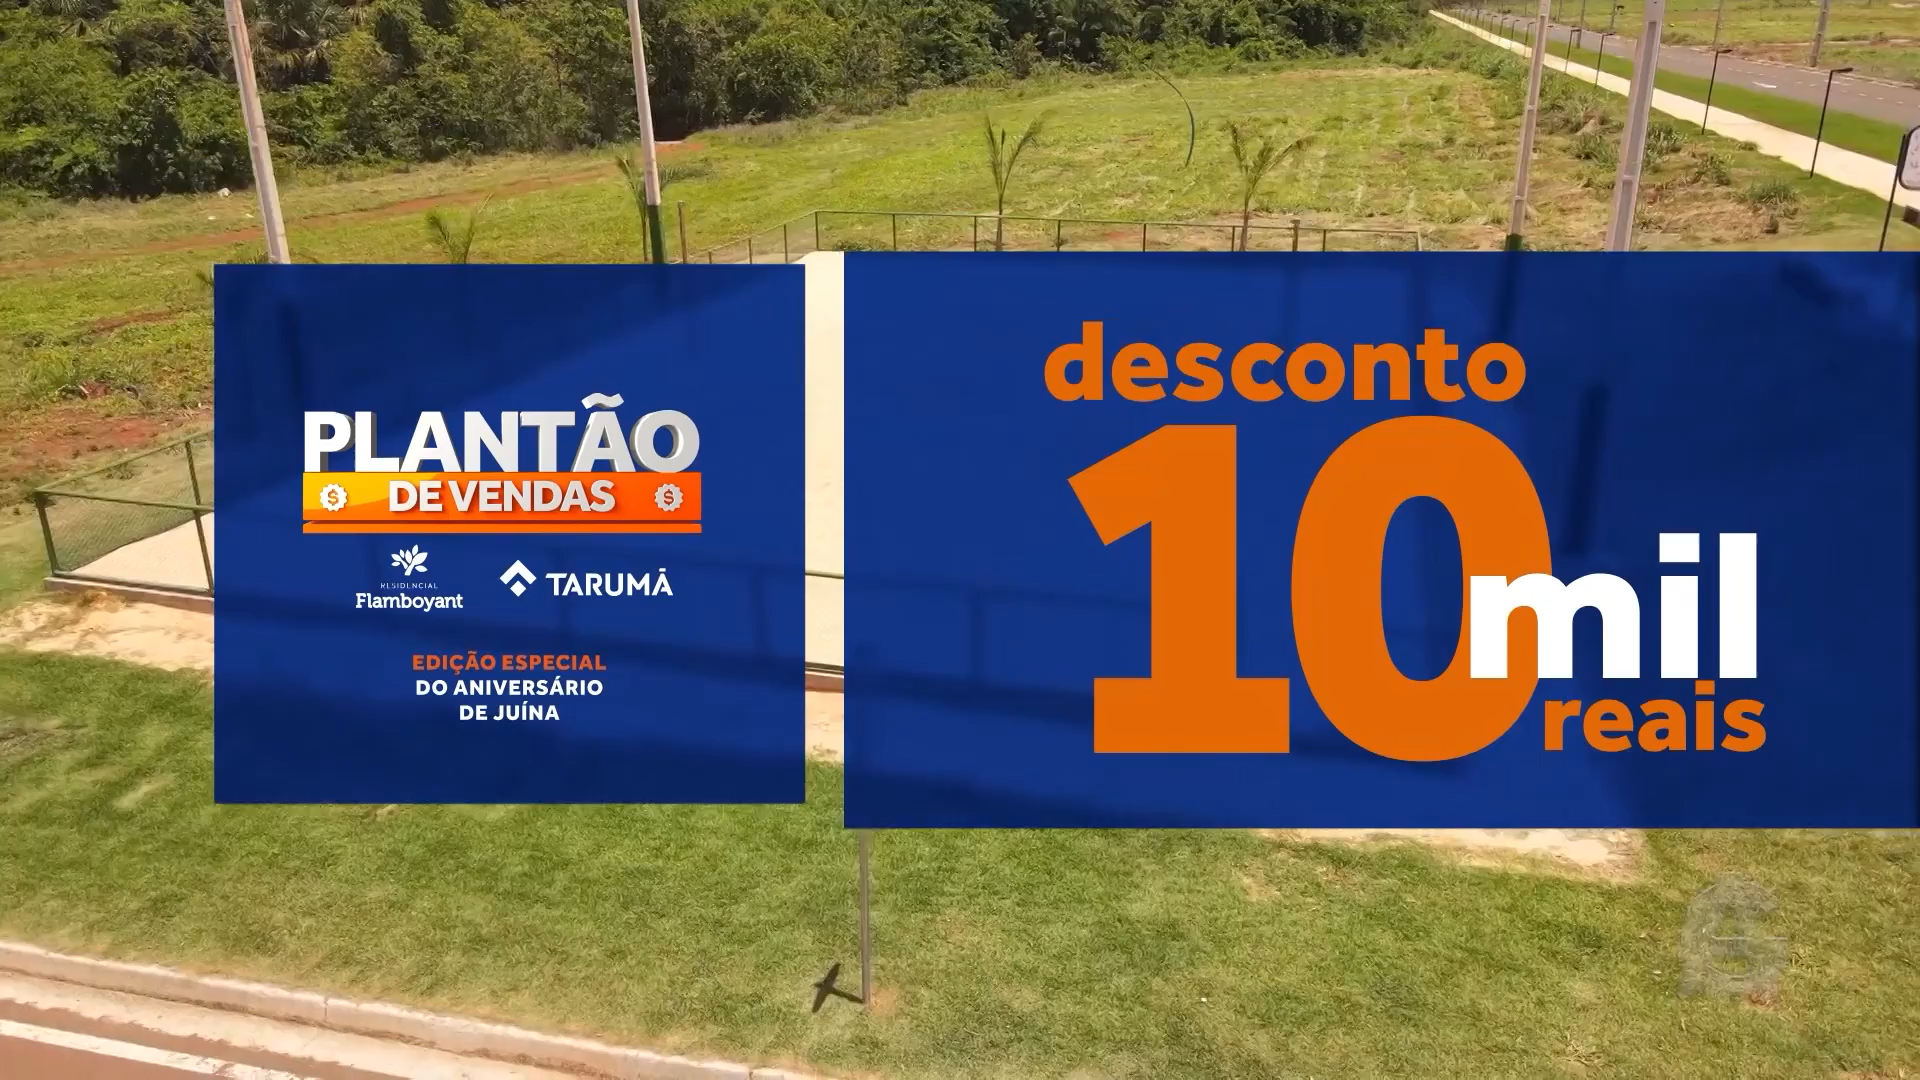 PLANTÃO
DE VENDAS
RESIDENCIAL
Flamboyant
TARUMÃ
EDIÇÃO ESPECIAL
DO ANIVERSÁRIO
DE JUÍNA
desconto
10 mil
reais